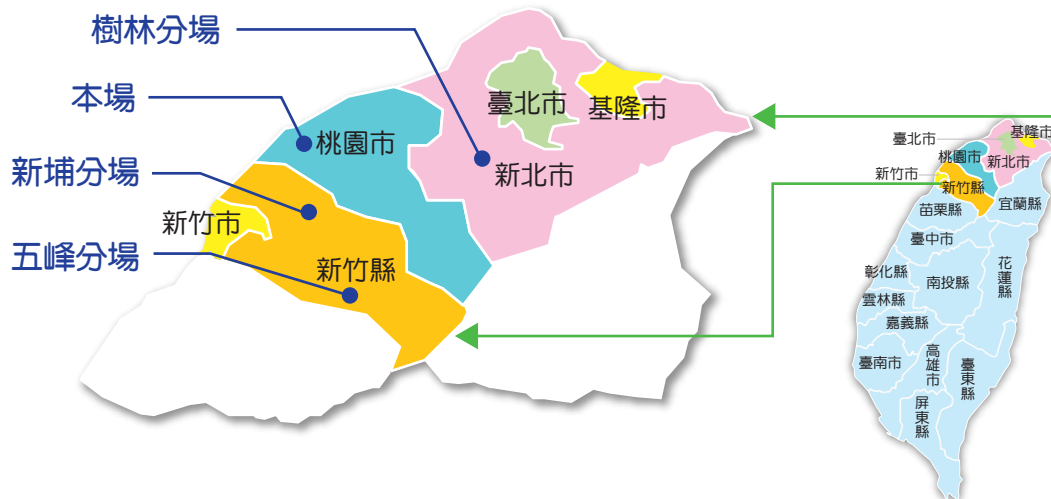 樹林分場
本場
新埔分場
五峰分場
臺北市
基隆市
桃園市
新北市
新竹市
新竹縣
臺北市
基隆市
桃園市
新北市
新竹市
新竹縣
宜蘭縣
苗栗縣
臺中市
彰化縣
南投縣
花蓮縣
雲林縣
嘉義縣
臺南市
高雄市
臺東縣
屏東縣